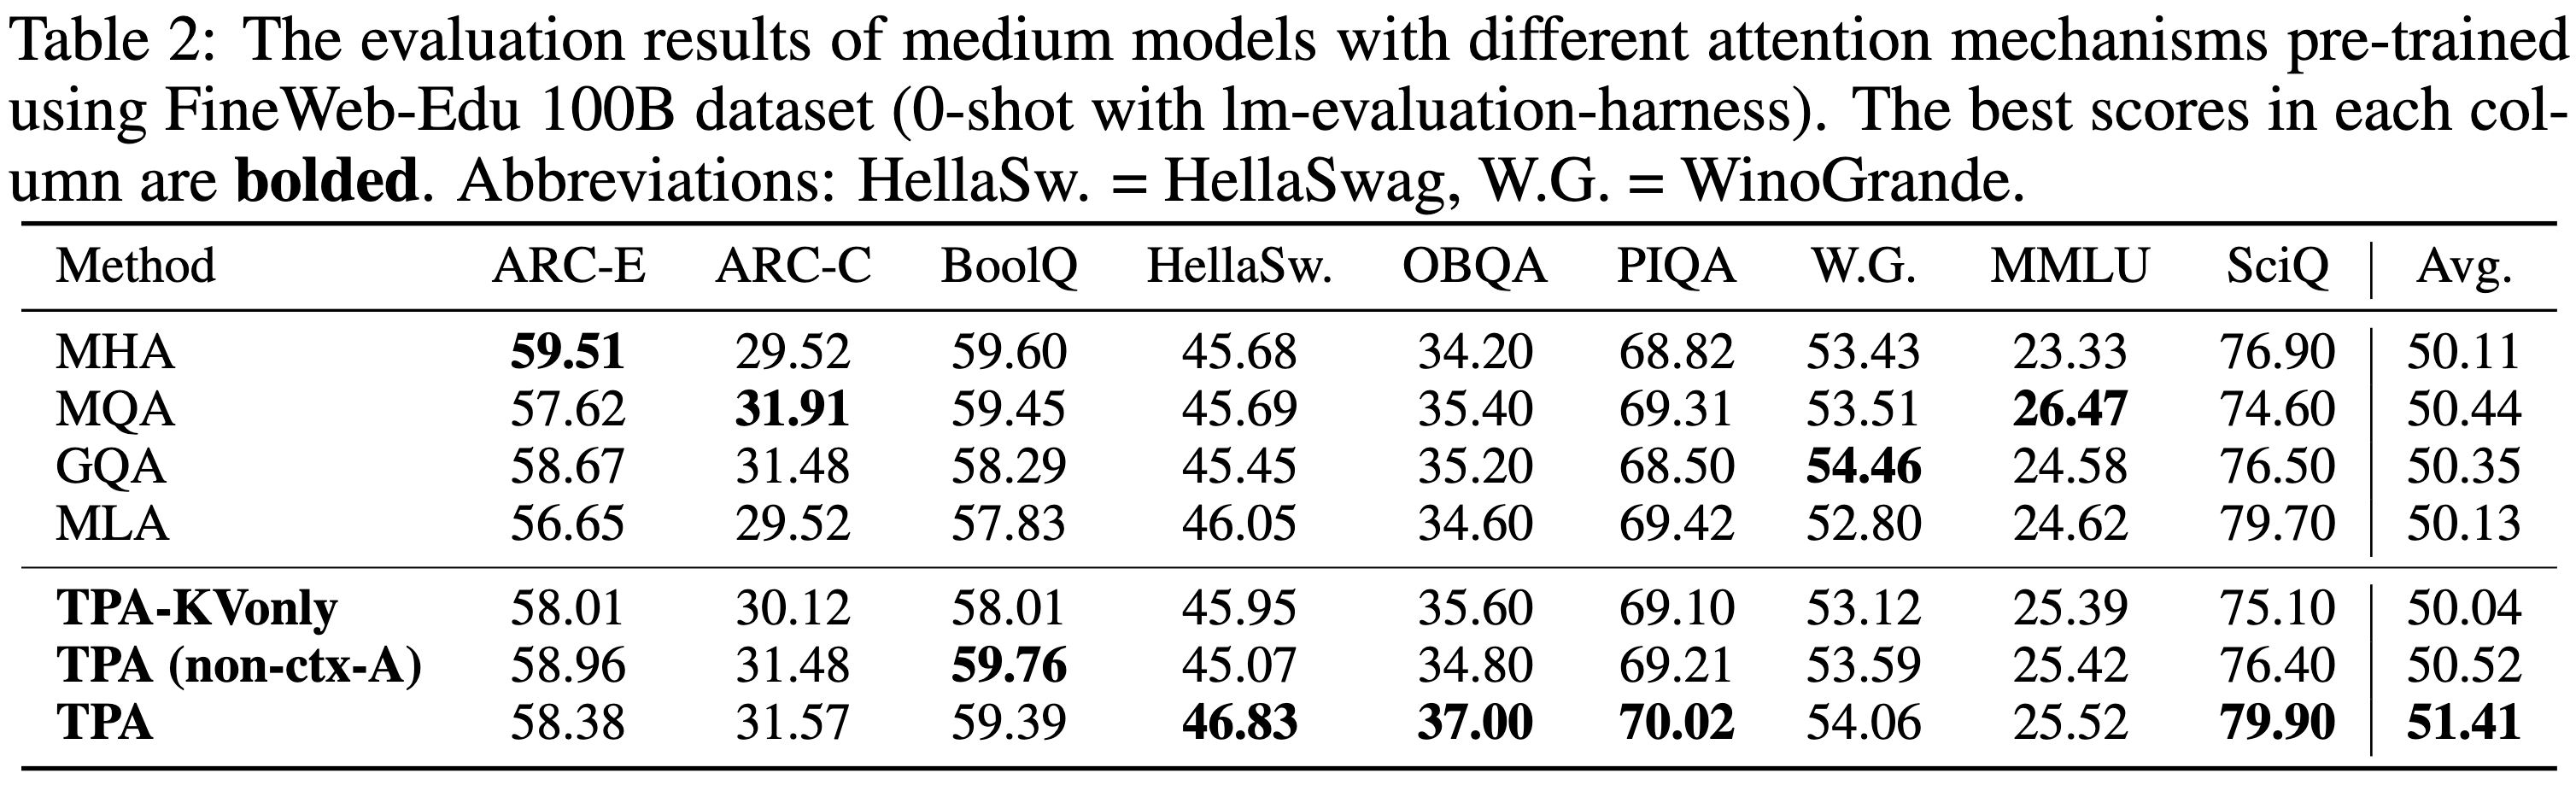 Table 2: The evaluation results of medium models with different attention mechanisms pre-trained
using FineWeb-Edu 100B dataset (0-shot with lm-evaluation-harness). The best scores in each col-
umn are bolded. Abbreviations: HellaSw. = HellaSwag, W.G. = WinoGrande.
Method ARC-E ARC-C BoolQ HellaSw. OBQA PIQA W.G. MMLU SciQ Avg.
MHA 59.51 29.52 59.60 45.68 34.20 68.82 53.43 23.33 76.90 50.11
MQA 57.62 31.91 59.45 45.69 35.40 69.31 53.51 26.47 74.60 50.44
GQA 58.67 31.48 58.29 45.45 35.20 68.50 54.46 24.58 76.50 50.35
MLA 56.65 29.52 57.83 46.05 34.60 69.42 52.80 24.62 79.70 50.13
TPA-KVonly 58.01 30.12 58.01 45.95 35.60 69.10 53.12 25.39 75.10 50.04
TPA (non-ctx-A) 58.96 31.48 59.76 45.07 34.80 69.21 53.59 25.42 76.40 50.52
TPA 58.38 31.57 59.39 46.83 37.00 70.02 54.06 25.52 79.90 51.41